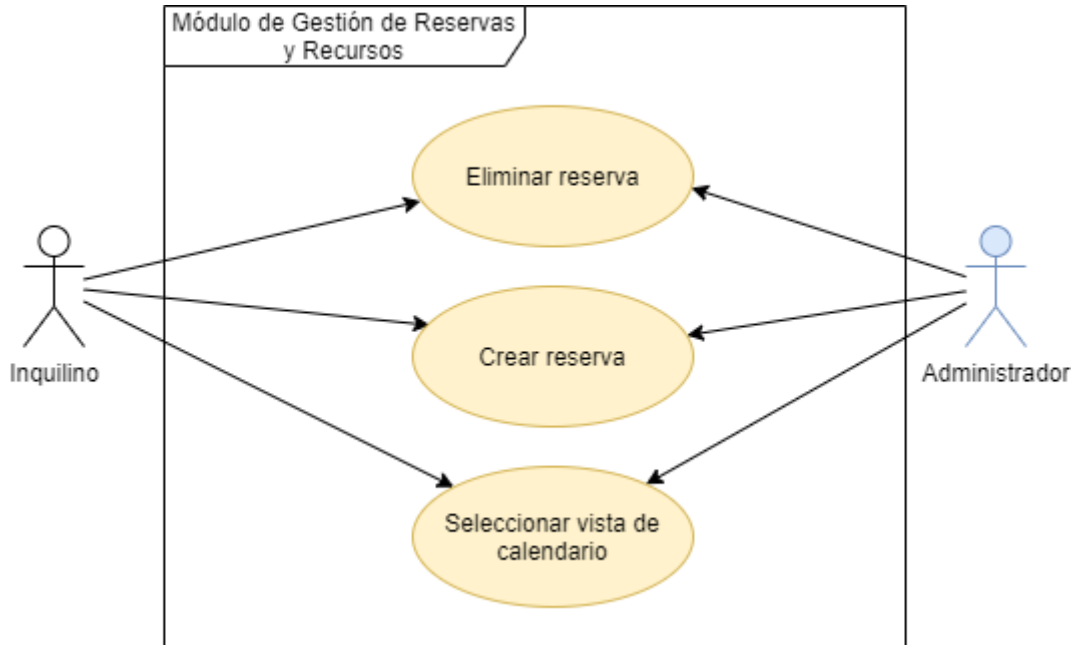 Módulo de Gestión de Reservas
y Recursos
Eliminar reserva
Crear reserva
Inquilino
Administrador
Seleccionar vista de
calendario